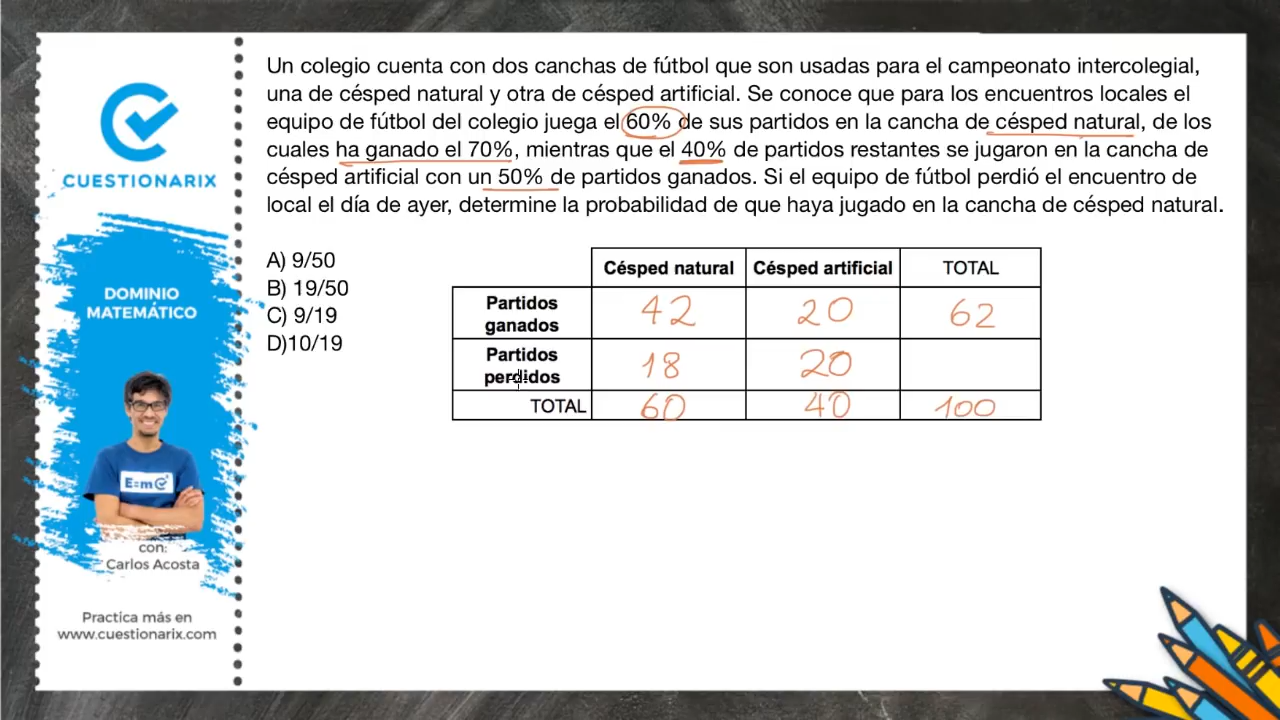 Un colegio cuenta con dos canchas de fútbol que son usadas para el campeonato intercolegial,
una de césped natural y otra de césped artificial. Se conoce que para los encuentros locales el
equipo de fútbol del colegio juega el 60% de sus partidos en la cancha de césped natural, de los
cuales ha ganado el 70%, mientras que el 40% de partidos restantes se jugaron en la cancha de
césped artificial con un 50% de partidos ganados. Si el equipo de fútbol perdió el encuentro de
local el día de ayer, determine la probabilidad de que haya jugado en la cancha de césped natural.
CUESTIONARIX
DOMINIO
MATEMÁTICO
E=mc
con:
Carlos Acosta
Practica más en
www.cuestionarix.com
A) 9/50
B) 19/50
C) 9/19
D)10/19
Césped natural Césped artificial TOTAL
Partidos
ganados 42 20 62
Partidos
perdidos 18 20
TOTAL 60 40 100